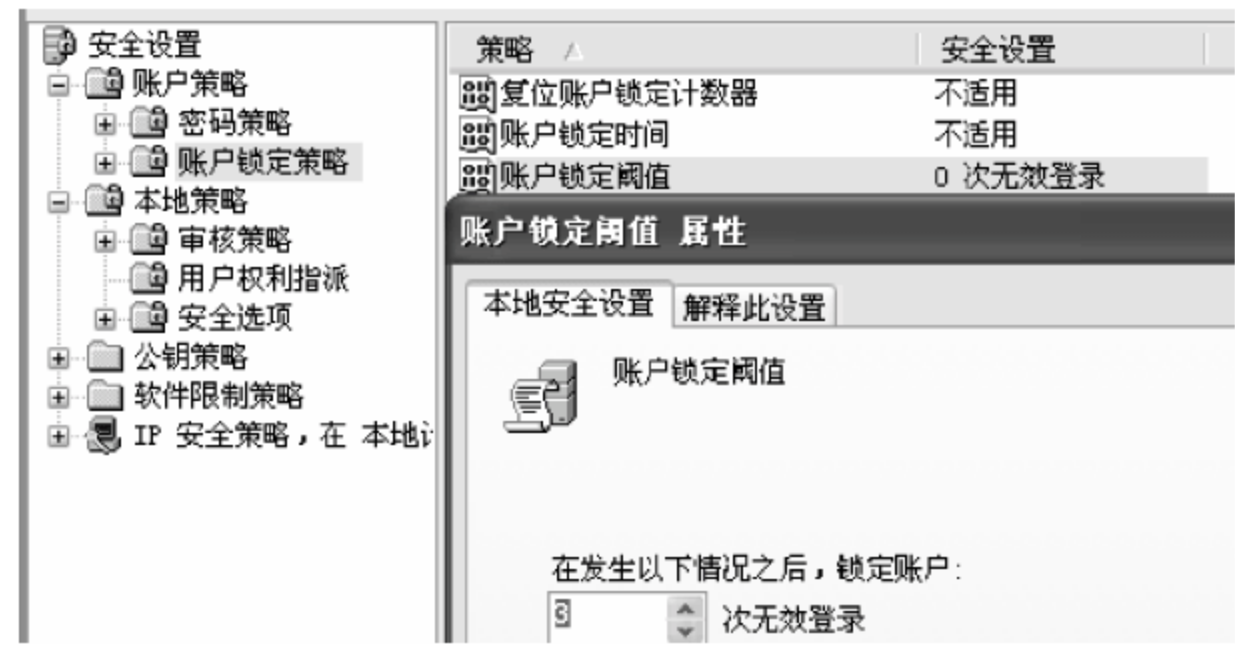 安全设置
账户策略
密码策略
账户锁定策略
本地策略
审核策略
用户权利指派
安全选项
公钥策略
软件限制策略
IP 安全策略，在 本地计
策略 安全设置
复位账户锁定计数器 不适用
账户锁定时间 不适用
账户锁定阈值 0 次无效登录
账户锁定阈值 属性
本地安全设置 解释此设置
账户锁定阈值
在发生以下情况之后，锁定账户:
3 次无效登录